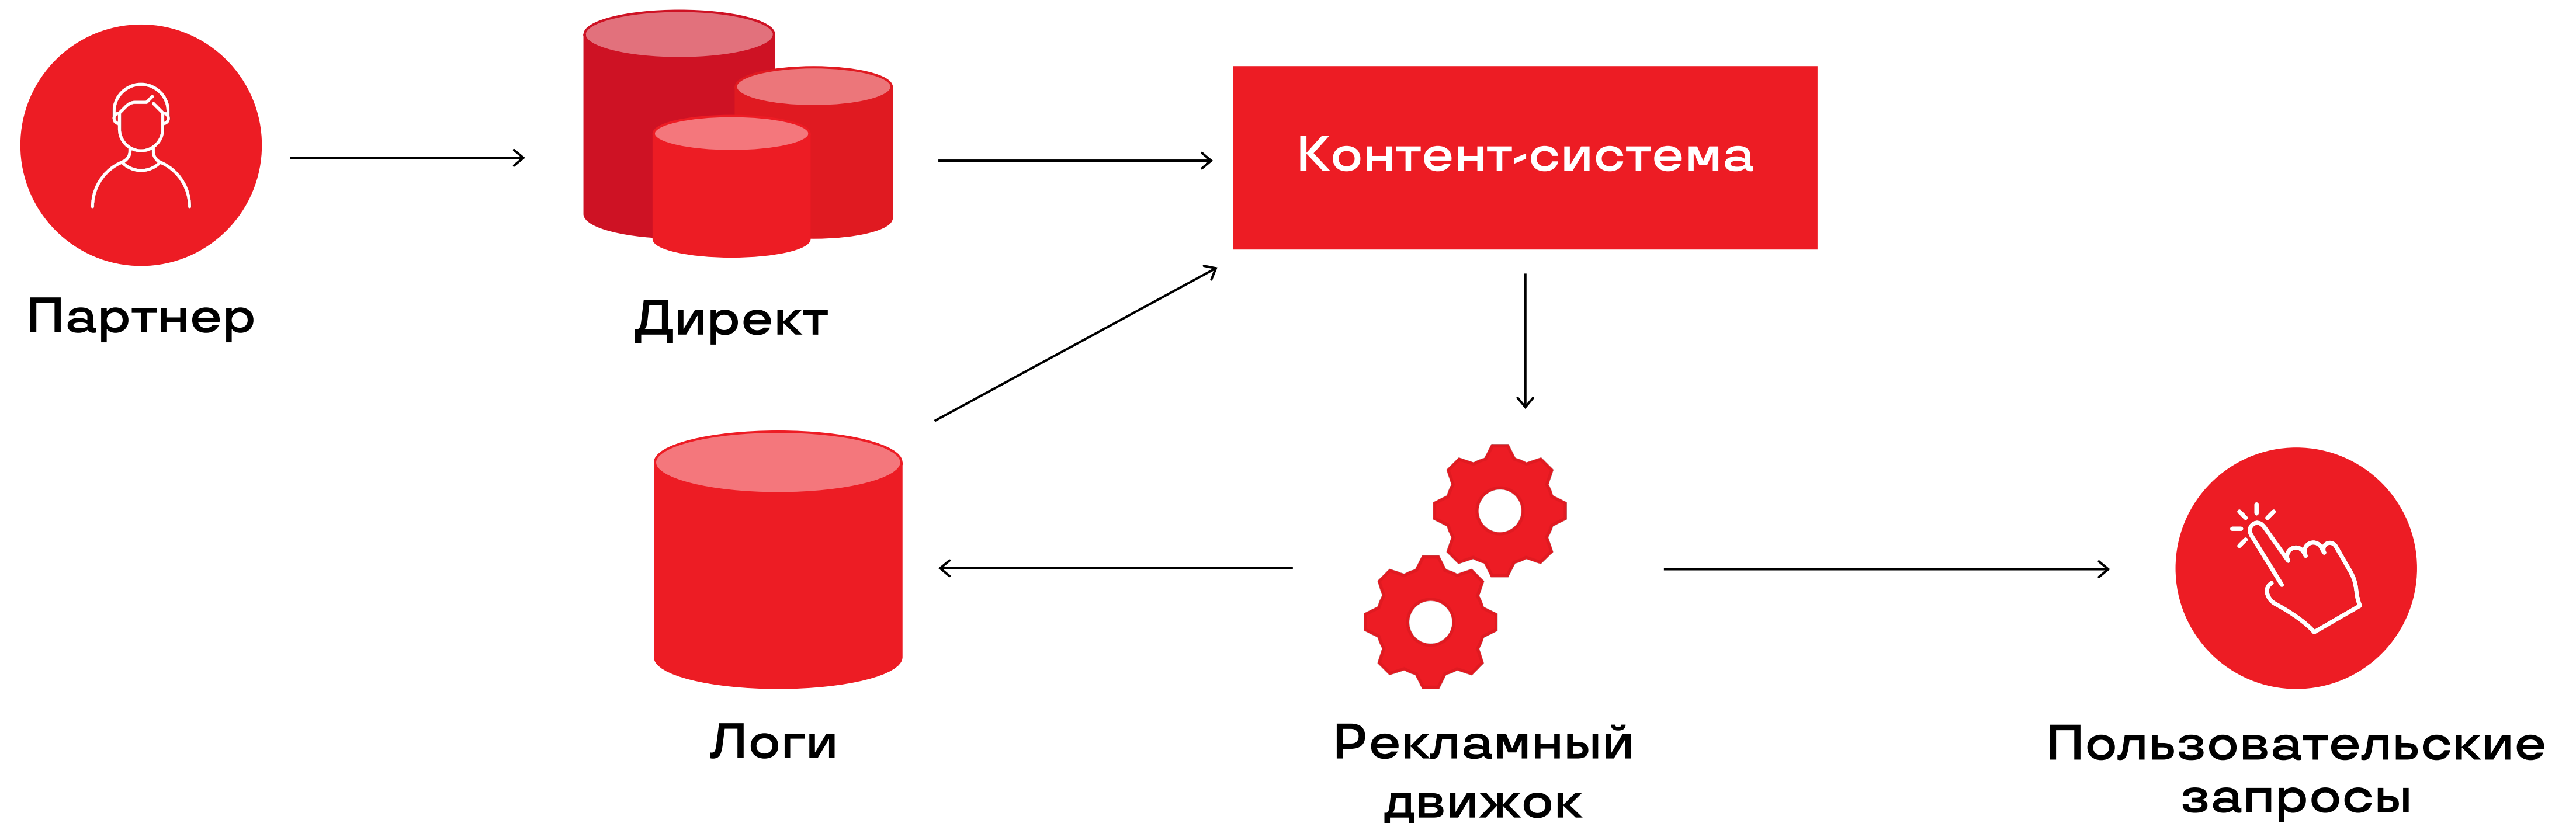 Контент-система
Партнер
Директ
Логи
Рекламный
движок
Пользовательские
запросы